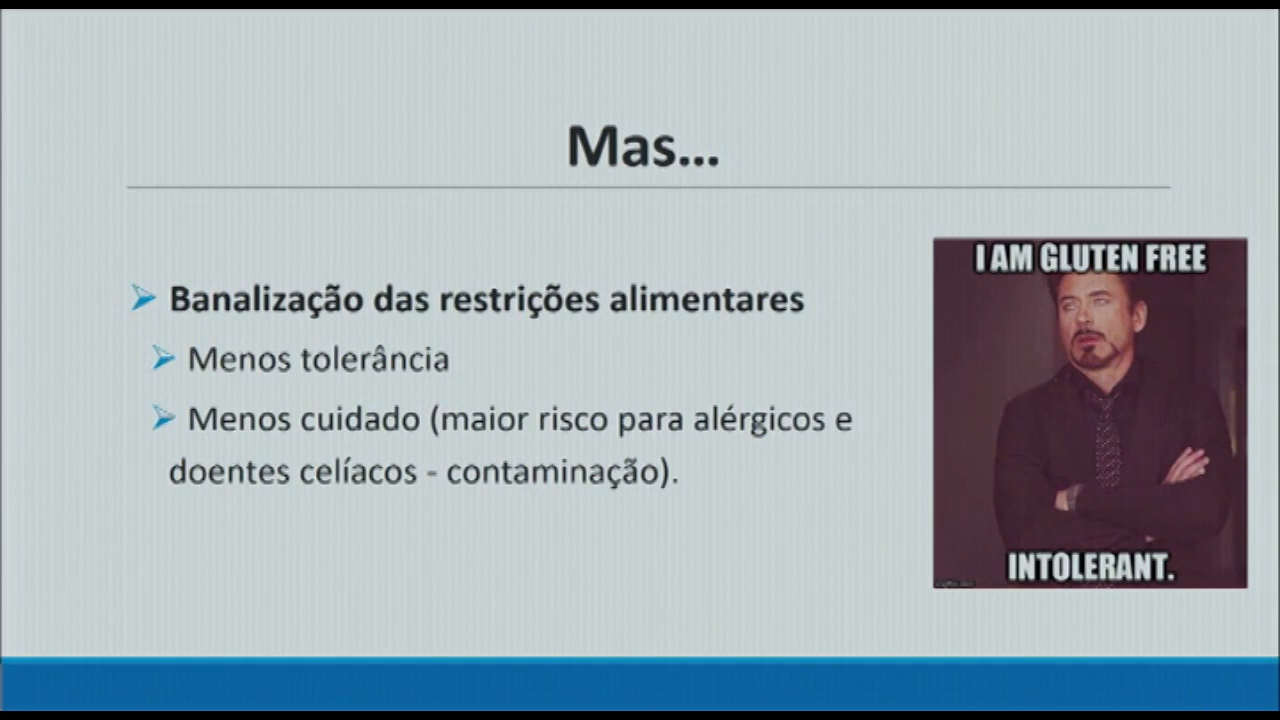 Mas...
Banalização das restrições alimentares
Menos tolerância
Menos cuidado (maior risco para alérgicos e
doentes celíacos - contaminação).
I AM GLUTEN FREE
INTOLERANT.